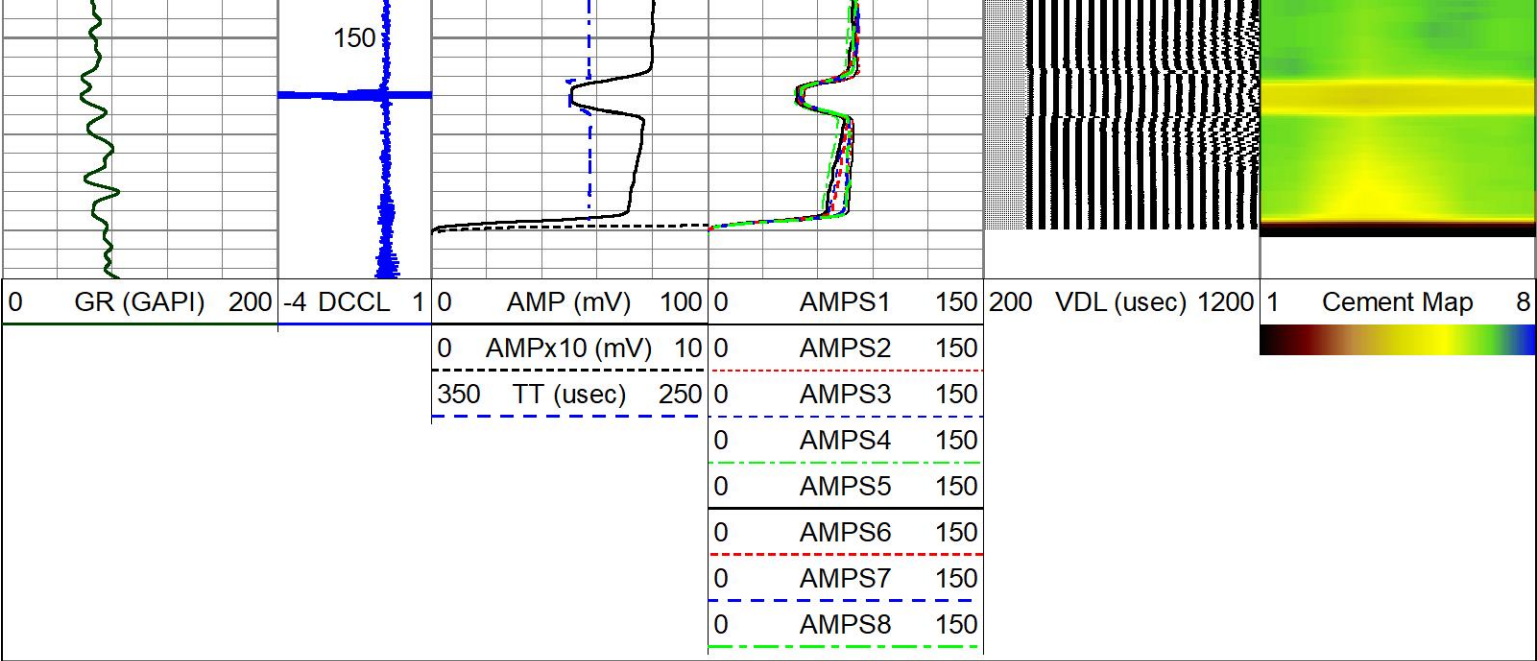 150
0 GR (GAPI) 200 -4 DCCL 1 0 AMP (mV) 100 0 AMPS1 150 200 VDL (usec) 1200 1 Cement Map 8
0 AMPx10 (mV) 10 0 AMPS2 150
350 TT (usec) 250 0 AMPS3 150
0 AMPS4 150
0 AMPS5 150
0 AMPS6 150
0 AMPS7 150
0 AMPS8 150